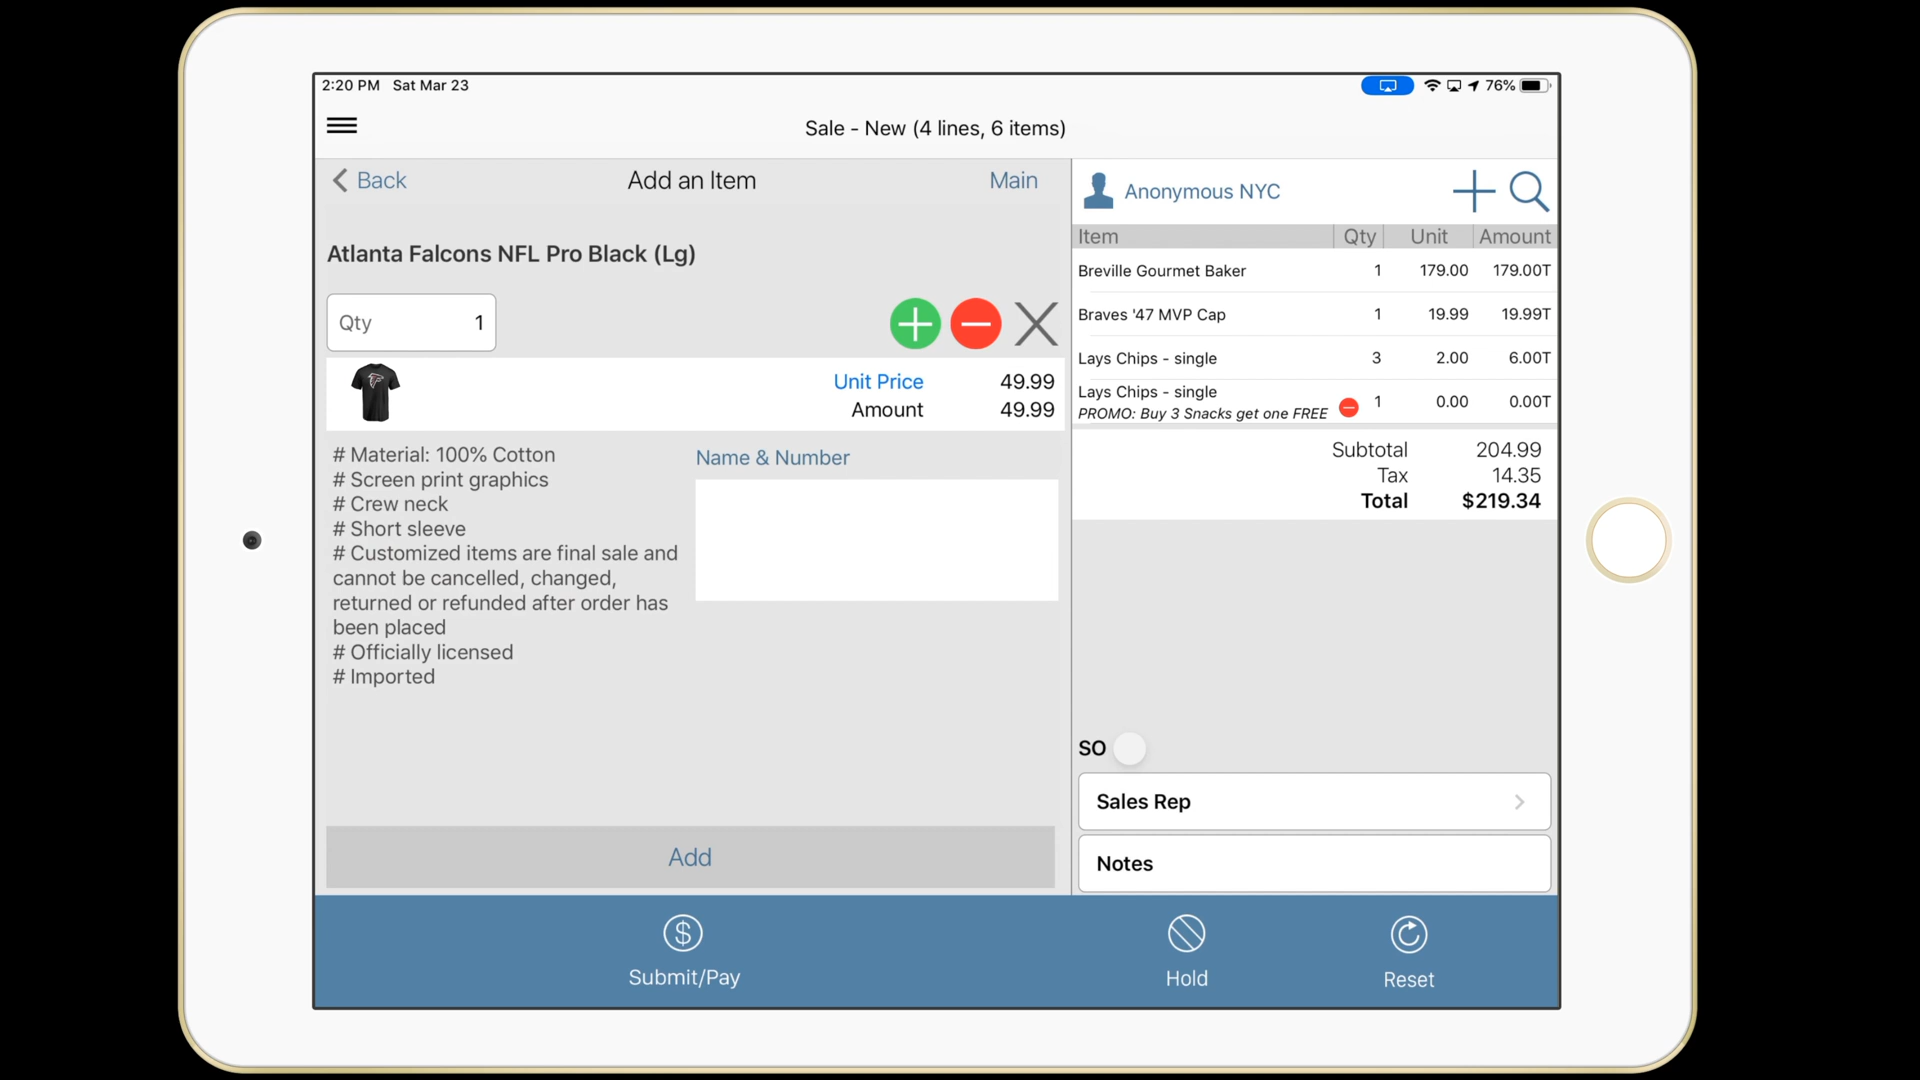 2:20 PM Sat Mar 23
76%
Sale - New (4 lines, 6 items)
Back
Add an Item
Main
Atlanta Falcons NFL Pro Black (Lg)
Qty 1
Unit Price 49.99
Amount 49.99
# Material: 100% Cotton
# Screen print graphics
# Crew neck
# Short sleeve
# Customized items are final sale and
cannot be cancelled, changed,
returned or refunded after order has
been placed
# Officially licensed
# Imported
Name & Number
Add
Anonymous NYC
Item Qty Unit Amount
Breville Gourmet Baker 1 179.00 179.00T
Braves '47 MVP Cap 1 19.99 19.99T
Lays Chips - single 3 2.00 6.00T
Lays Chips - single 1 0.00 0.00T
PROMO: Buy 3 Snacks get one FREE
Subtotal 204.99
Tax 14.35
Total $219.34
SO
Sales Rep
Notes
Submit/Pay
Hold
Reset